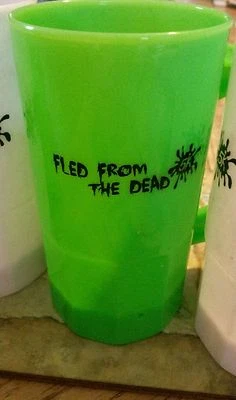 FLED FROM
THE DEAD